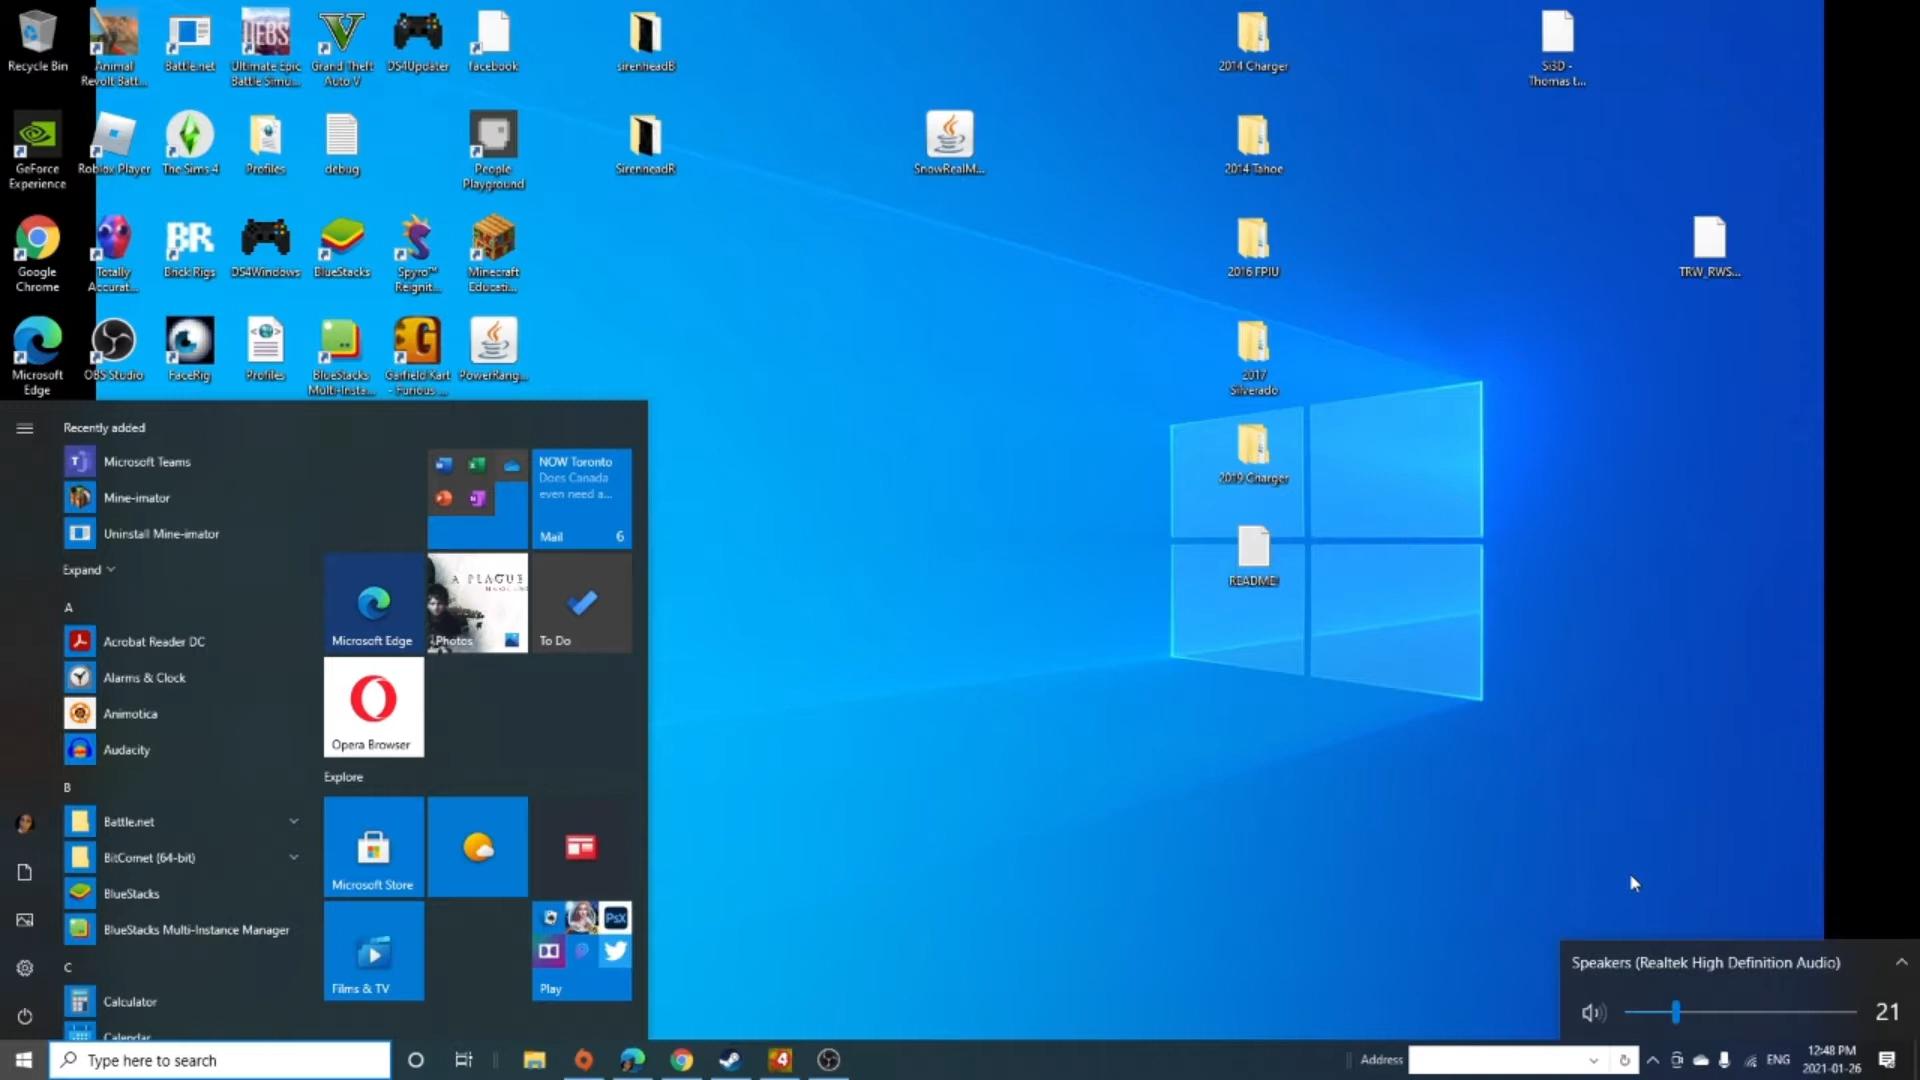 Recycle Bin
Animal
Revolt Batt...
Battle.net
Ultimate Epic
Battle Simu...
Grand Theft
Auto V
DS4Updater
facebook
sirenheadB
2014 Charger
Si3D -
Thomas t...
GeForce
Experience
Roblox Player
The Sims 4
Profiles
debug
People
Playground
SirenheadR
SnowRealM...
2014 Tahoe
Google
Chrome
Totally
Accurat...
BR
Brick Rigs
DS4Windows
BlueStacks
Spyro™
Reignit...
Minecraft
Educati...
2016 FPIU
TRW_RWS...
Microsoft
Edge
OBS Studio
FaceRig
Profiles
BlueStacks
Multi-Insta...
Garfield Kart
- Furious ...
PowerRang...
2017
Silverado
2019 Charger
README!
Recently added
Microsoft Teams
Mine-imator
Uninstall Mine-imator
Expand
A
Acrobat Reader DC
Alarms & Clock
Animotica
Audacity
B
Battle.net
BitComet (64-bit)
BlueStacks
BlueStacks Multi-Instance Manager
C
Calculator
Calendar
NOW Toronto
Does Canada
even need a...
Mail 6
Microsoft Edge
A PLAGUE
Photos
To Do
Opera Browser
Explore
Microsoft Store
Films & TV
PsX
Play
Speakers (Realtek High Definition Audio)
21
Type here to search
4
Address
ENG
12:48 PM
2021-01-26